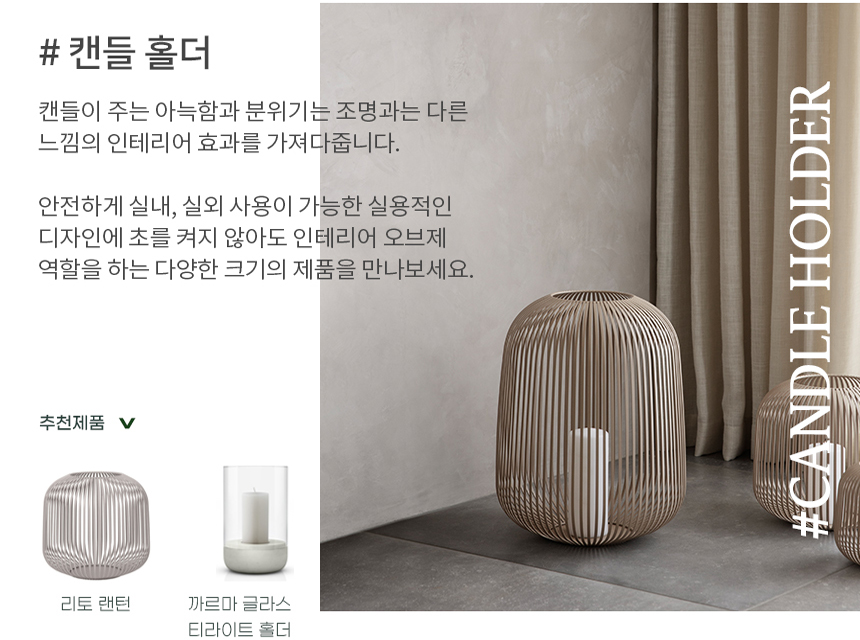 # 캔들 홀더
캔들이 주는 아늑함과 분위기는 조명과는 다른
느낌의 인테리어 효과를 가져다줍니다.
안전하게 실내, 실외 사용이 가능한 실용적인
디자인에 초를 켜지 않아도 인테리어 오브제
역할을 하는 다양한 크기의 제품을 만나보세요.
#CANDLE HOLDER
추천제품
리토 랜턴
까르마 글라스
티라이트 홀더